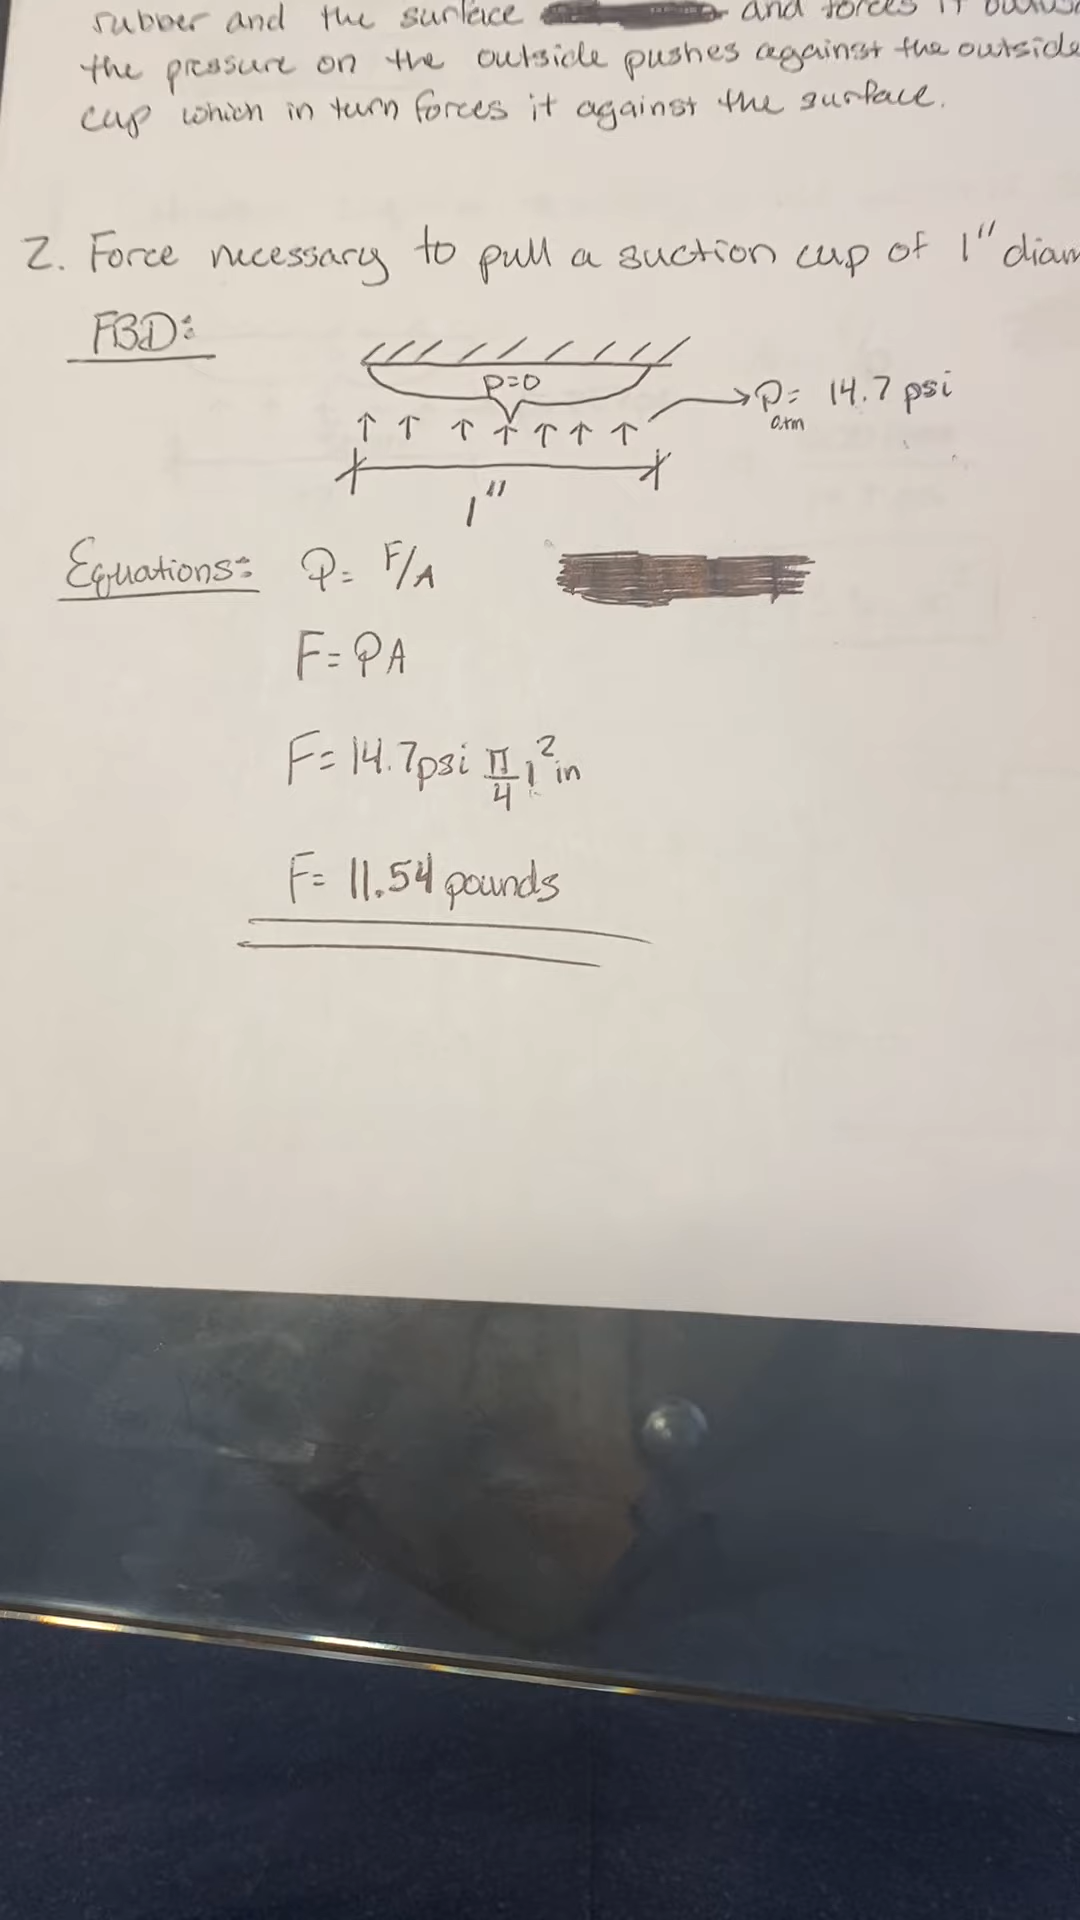 rubber and the surface and forces it
the pressure on the outside pushes against the outside
cup which in turn forces it against the surface.
2. Force necessary to pull a suction cup of 1" diam
FBD:
P=0
P atm = 14.7 psi
1"
Equations: P = F/A
F = PA
F = 14.7psi π/4 1² in
F = 11.54 pounds